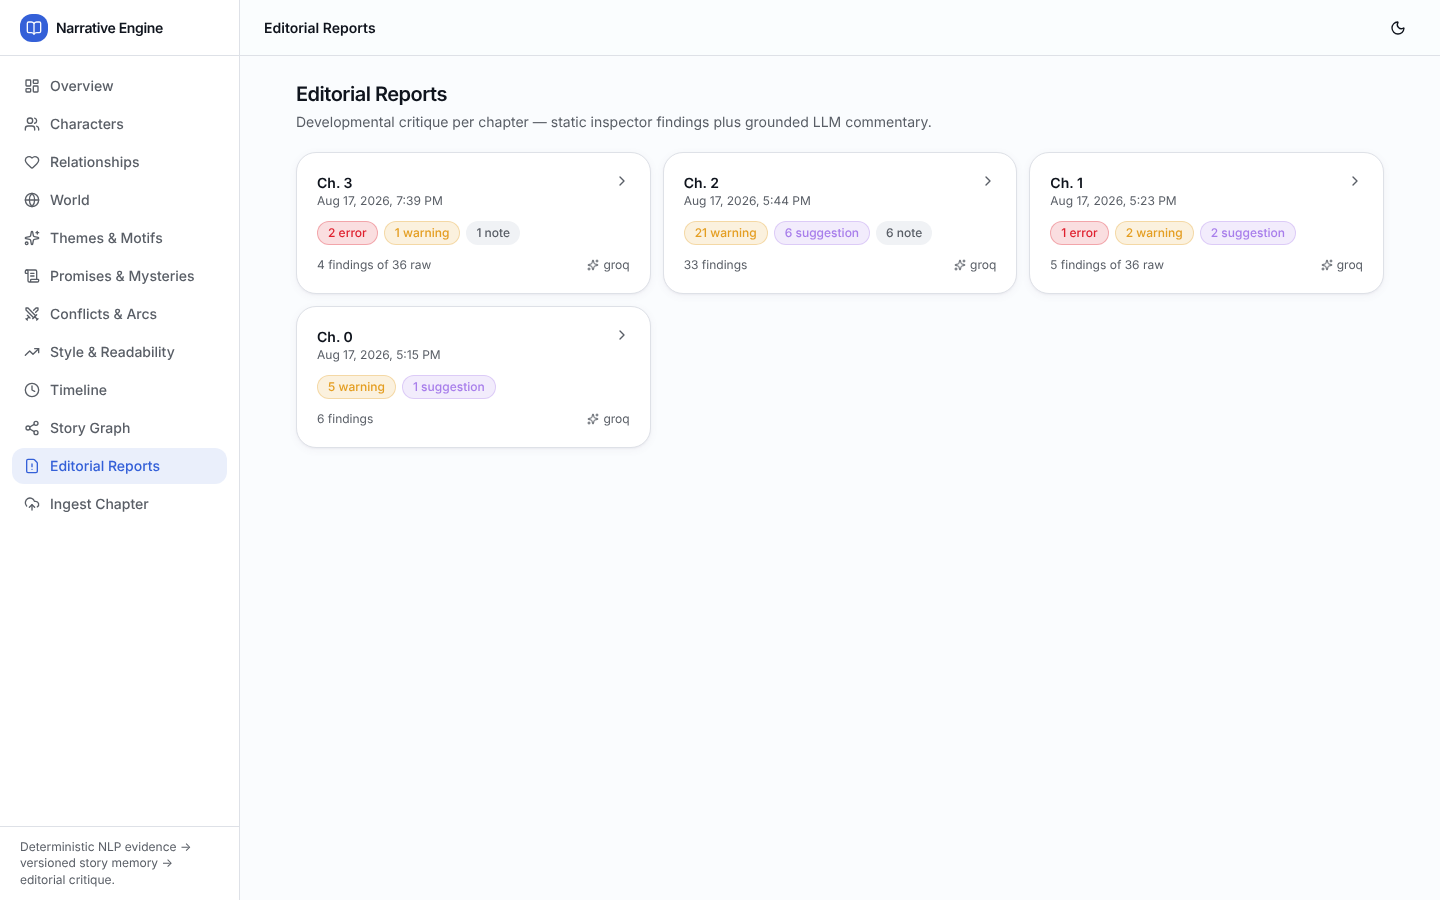 Narrative Engine
Editorial Reports
Overview
Characters
Relationships
World
Themes & Motifs
Promises & Mysteries
Conflicts & Arcs
Style & Readability
Timeline
Story Graph
Editorial Reports
Ingest Chapter
Deterministic NLP evidence →
versioned story memory →
editorial critique.
Editorial Reports
Developmental critique per chapter — static inspector findings plus grounded LLM commentary.
Ch. 3
Aug 17, 2026, 7:39 PM
2 error 1 warning 1 note
4 findings of 36 raw groq
Ch. 2
Aug 17, 2026, 5:44 PM
21 warning 6 suggestion 6 note
33 findings groq
Ch. 1
Aug 17, 2026, 5:23 PM
1 error 2 warning 2 suggestion
5 findings of 36 raw groq
Ch. 0
Aug 17, 2026, 5:15 PM
5 warning 1 suggestion
6 findings groq